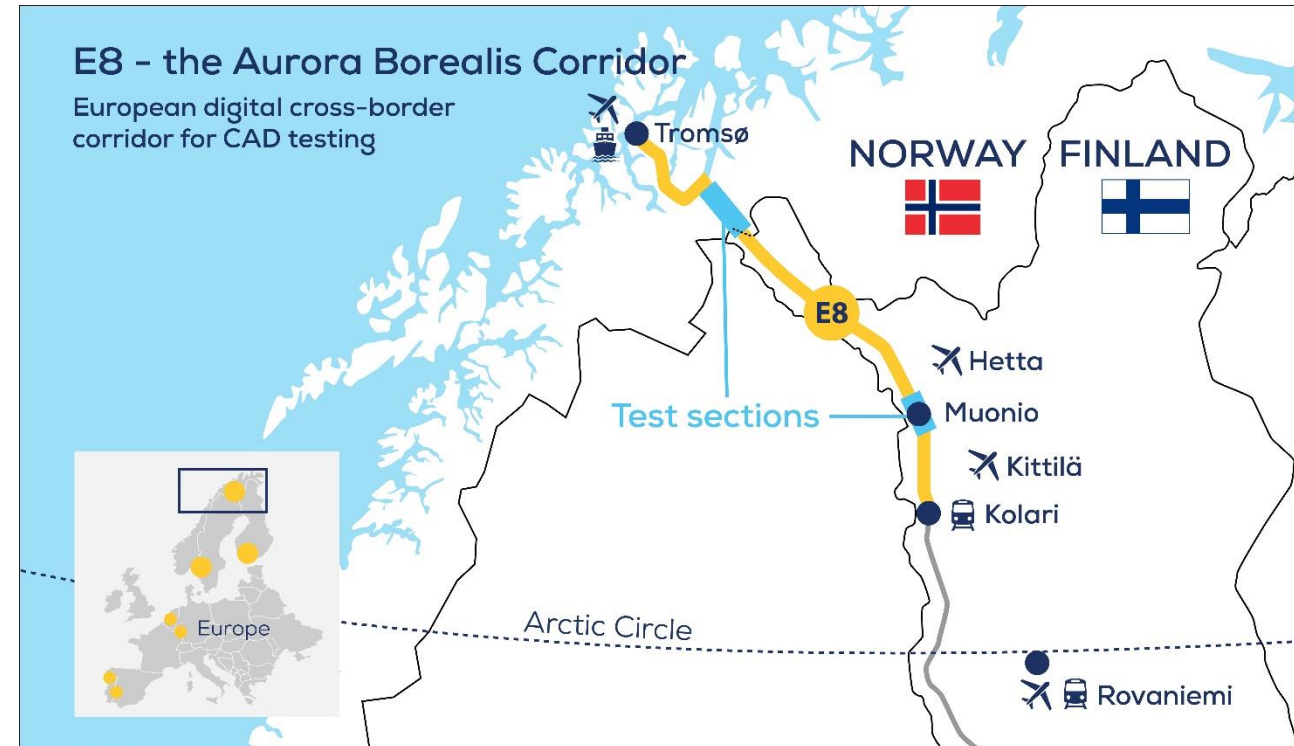 E8 - the Aurora Borealis Corridor
European digital cross-border
corridor for CAD testing
Tromsø
NORWAY
FINLAND
E8
Hetta
Test sections
Muonio
Kittilä
Kolari
Europe
Arctic Circle
Rovaniemi